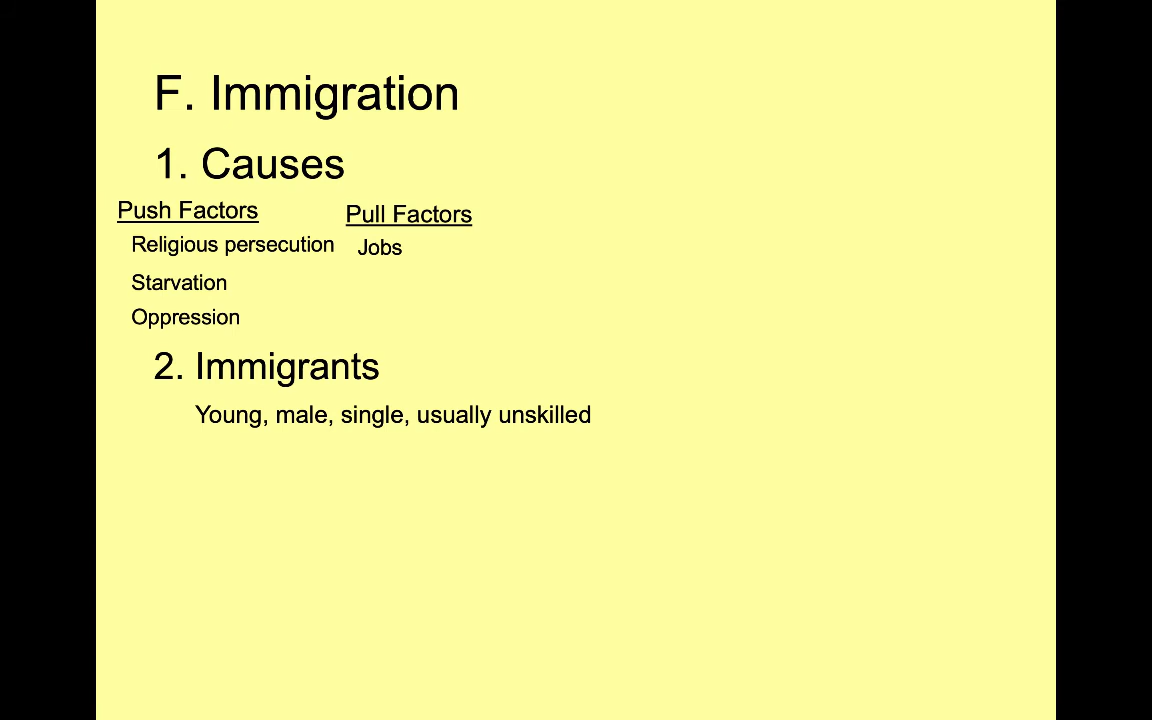 F. Immigration
1. Causes
Push Factors
Pull Factors
Religious persecution
Jobs
Starvation
Oppression
2. Immigrants
Young, male, single, usually unskilled